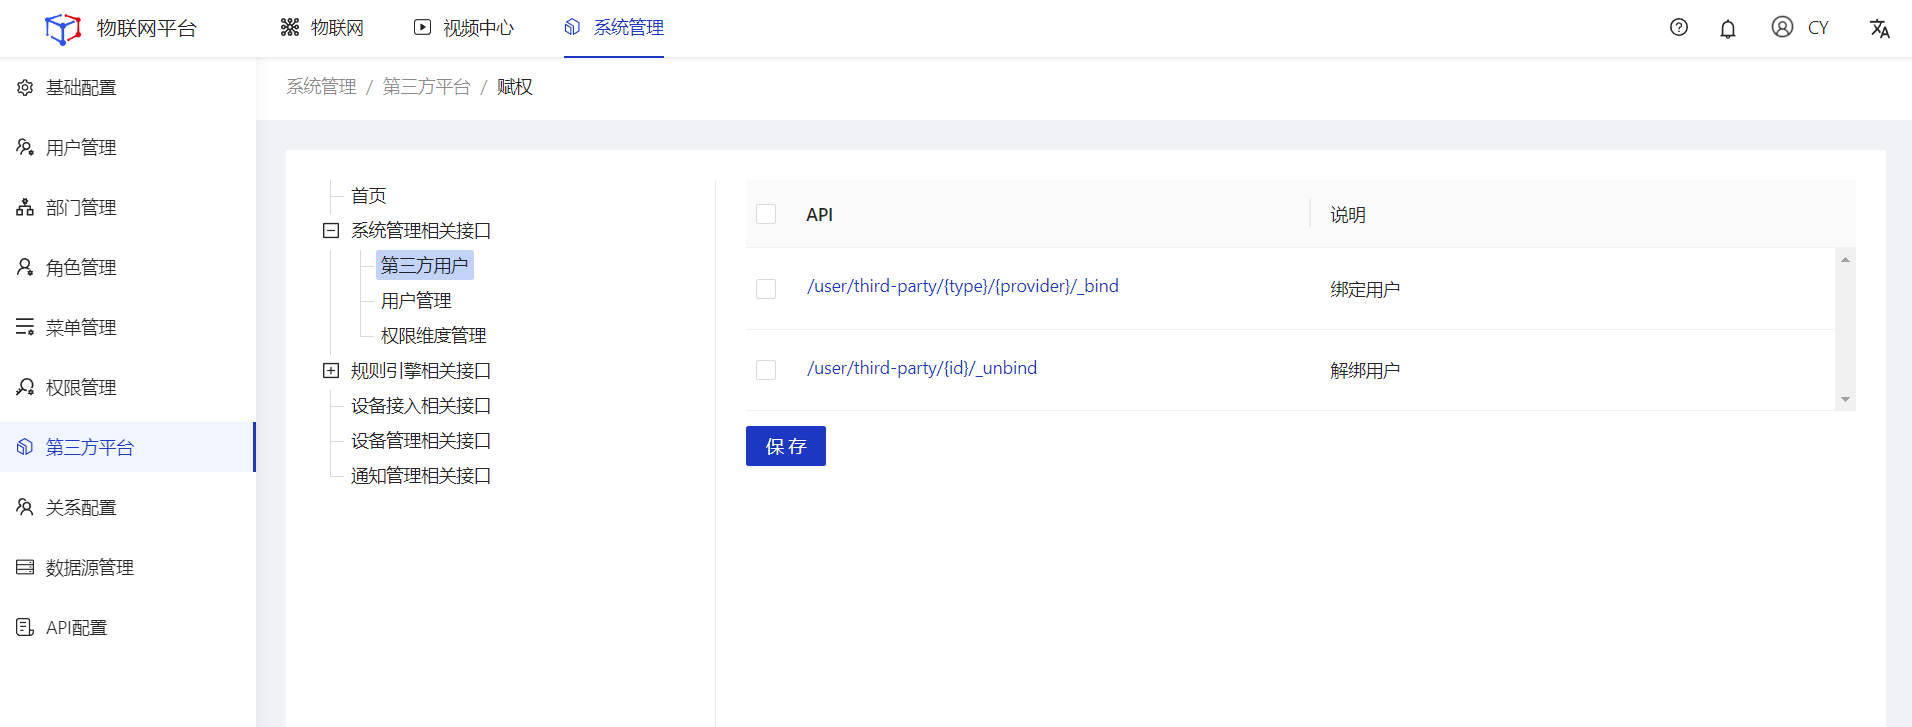 物联网平台
物联网
视频中心
系统管理
CY
基础配置
用户管理
部门管理
角色管理
菜单管理
权限管理
第三方平台
关系配置
数据源管理
API配置
系统管理 / 第三方平台 / 赋权
首页
系统管理相关接口
第三方用户
用户管理
权限维度管理
规则引擎相关接口
设备接入相关接口
设备管理相关接口
通知管理相关接口
API 说明
/user/third-party/{type}/{provider}/_bind 绑定用户
/user/third-party/{id}/_unbind 解绑用户
保 存